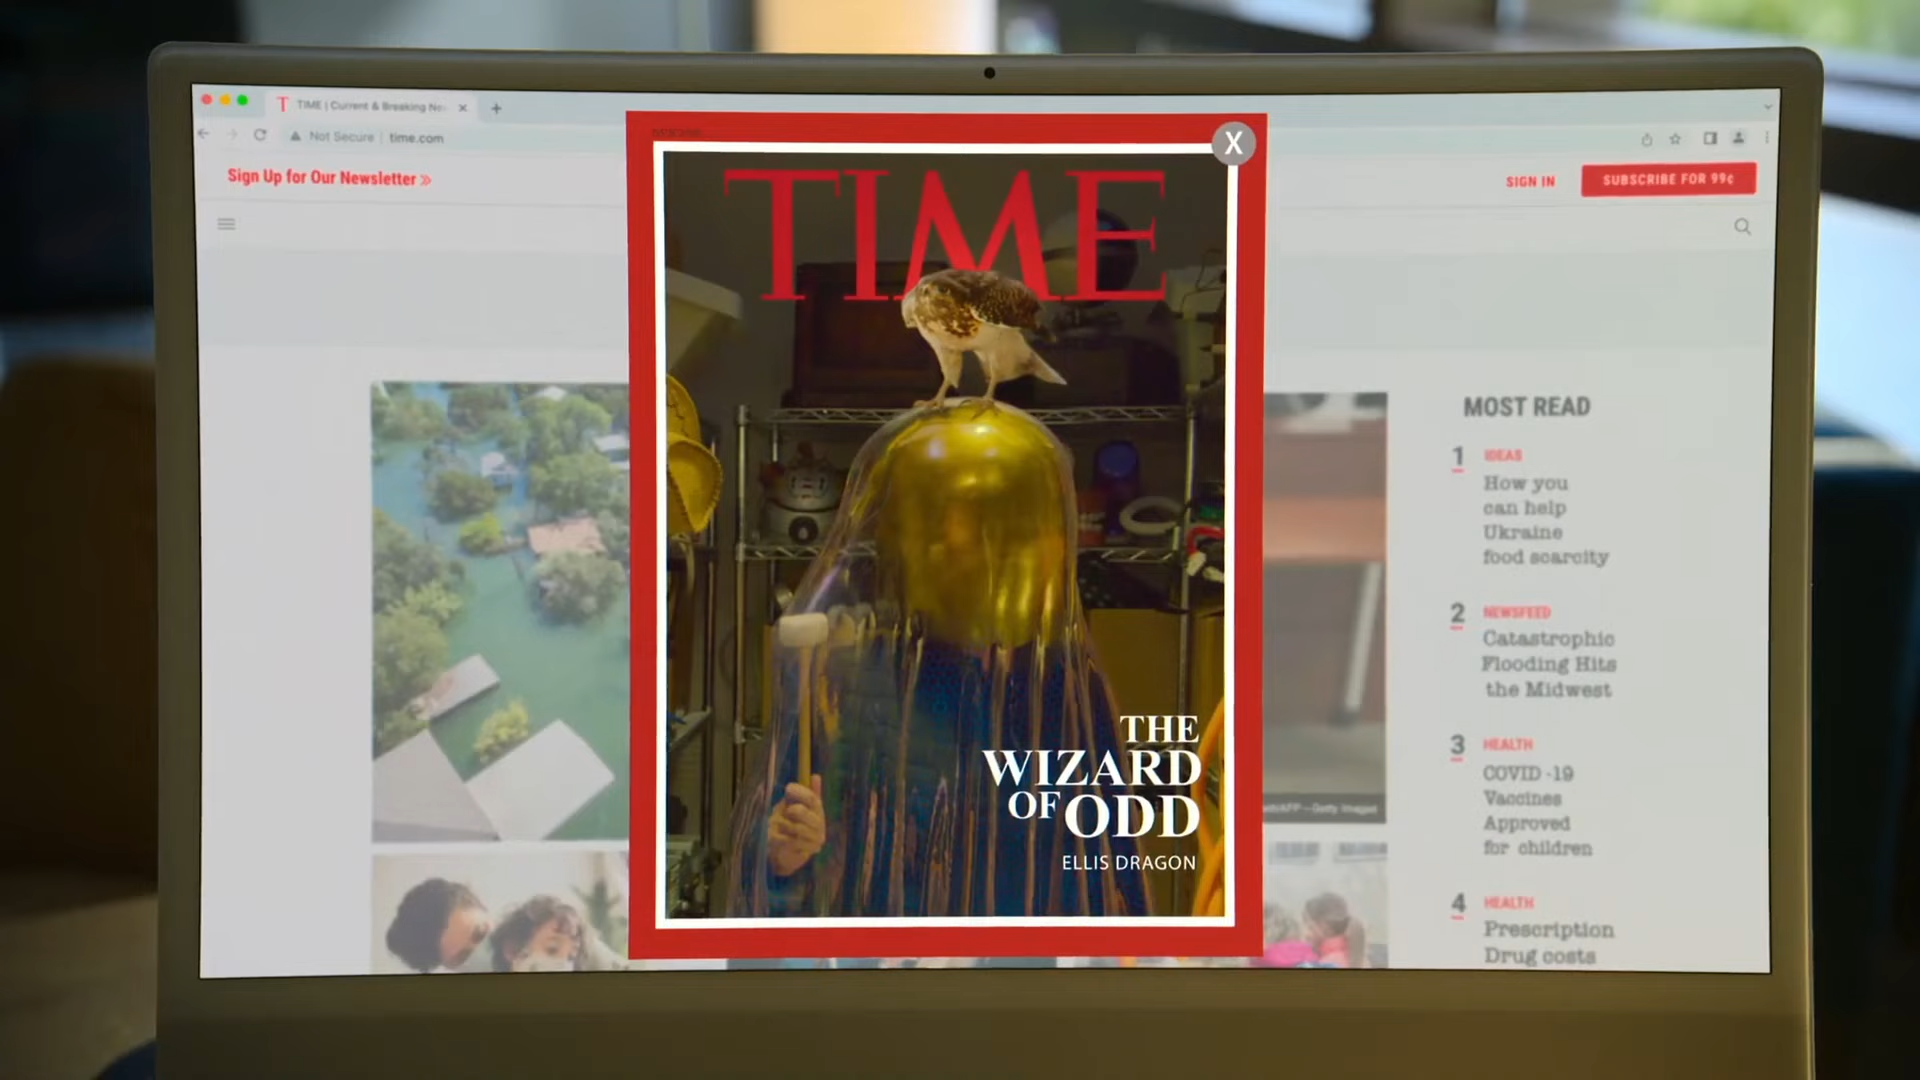 TIME | Current & Breaking Ne
Not Secure | time.com
Sign Up for Our Newsletter »
SIGN IN
SUBSCRIBE FOR 99¢
X
TIME
THE
WIZARD
OF ODD
ELLIS DRAGON
MOST READ
1 IDEAS
How you
can help
Ukraine
food scarcity
2 NEWSFEED
Catastrophic
Flooding Hits
the Midwest
3 HEALTH
COVID -19
Vaccines
Approved
for children
4 HEALTH
Prescription
Drug costs
Getty Images